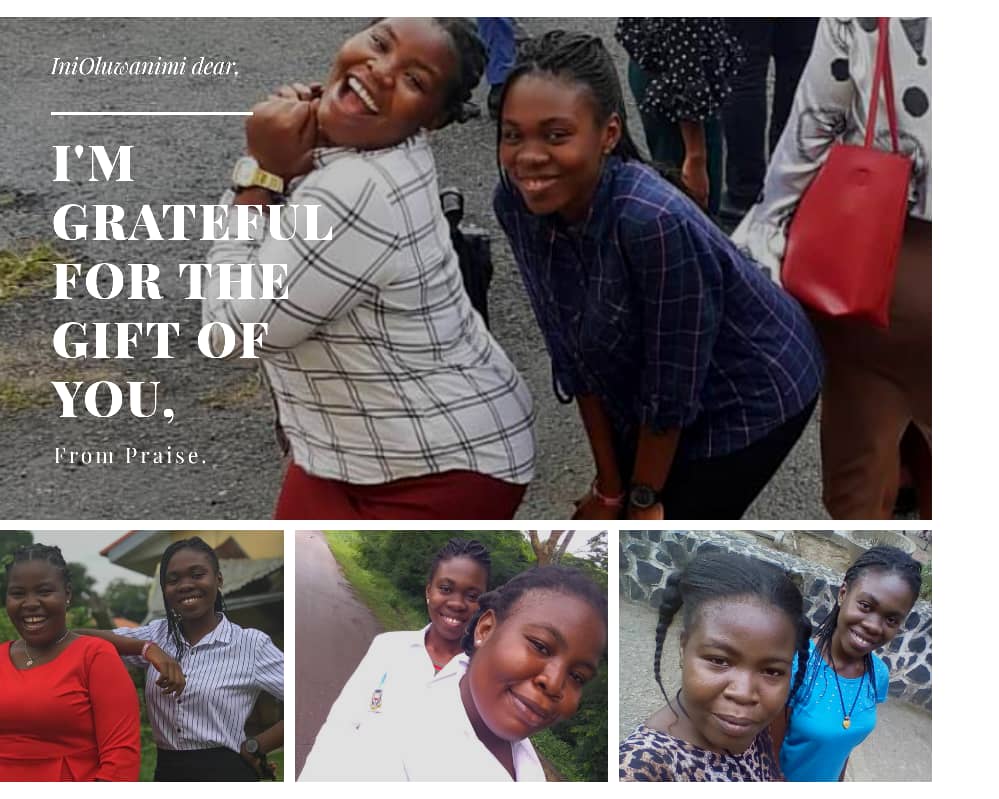 IniOluwanimi dear,
I'M
GRATEFUL
FOR THE
GIFT OF
YOU,
From Praise.